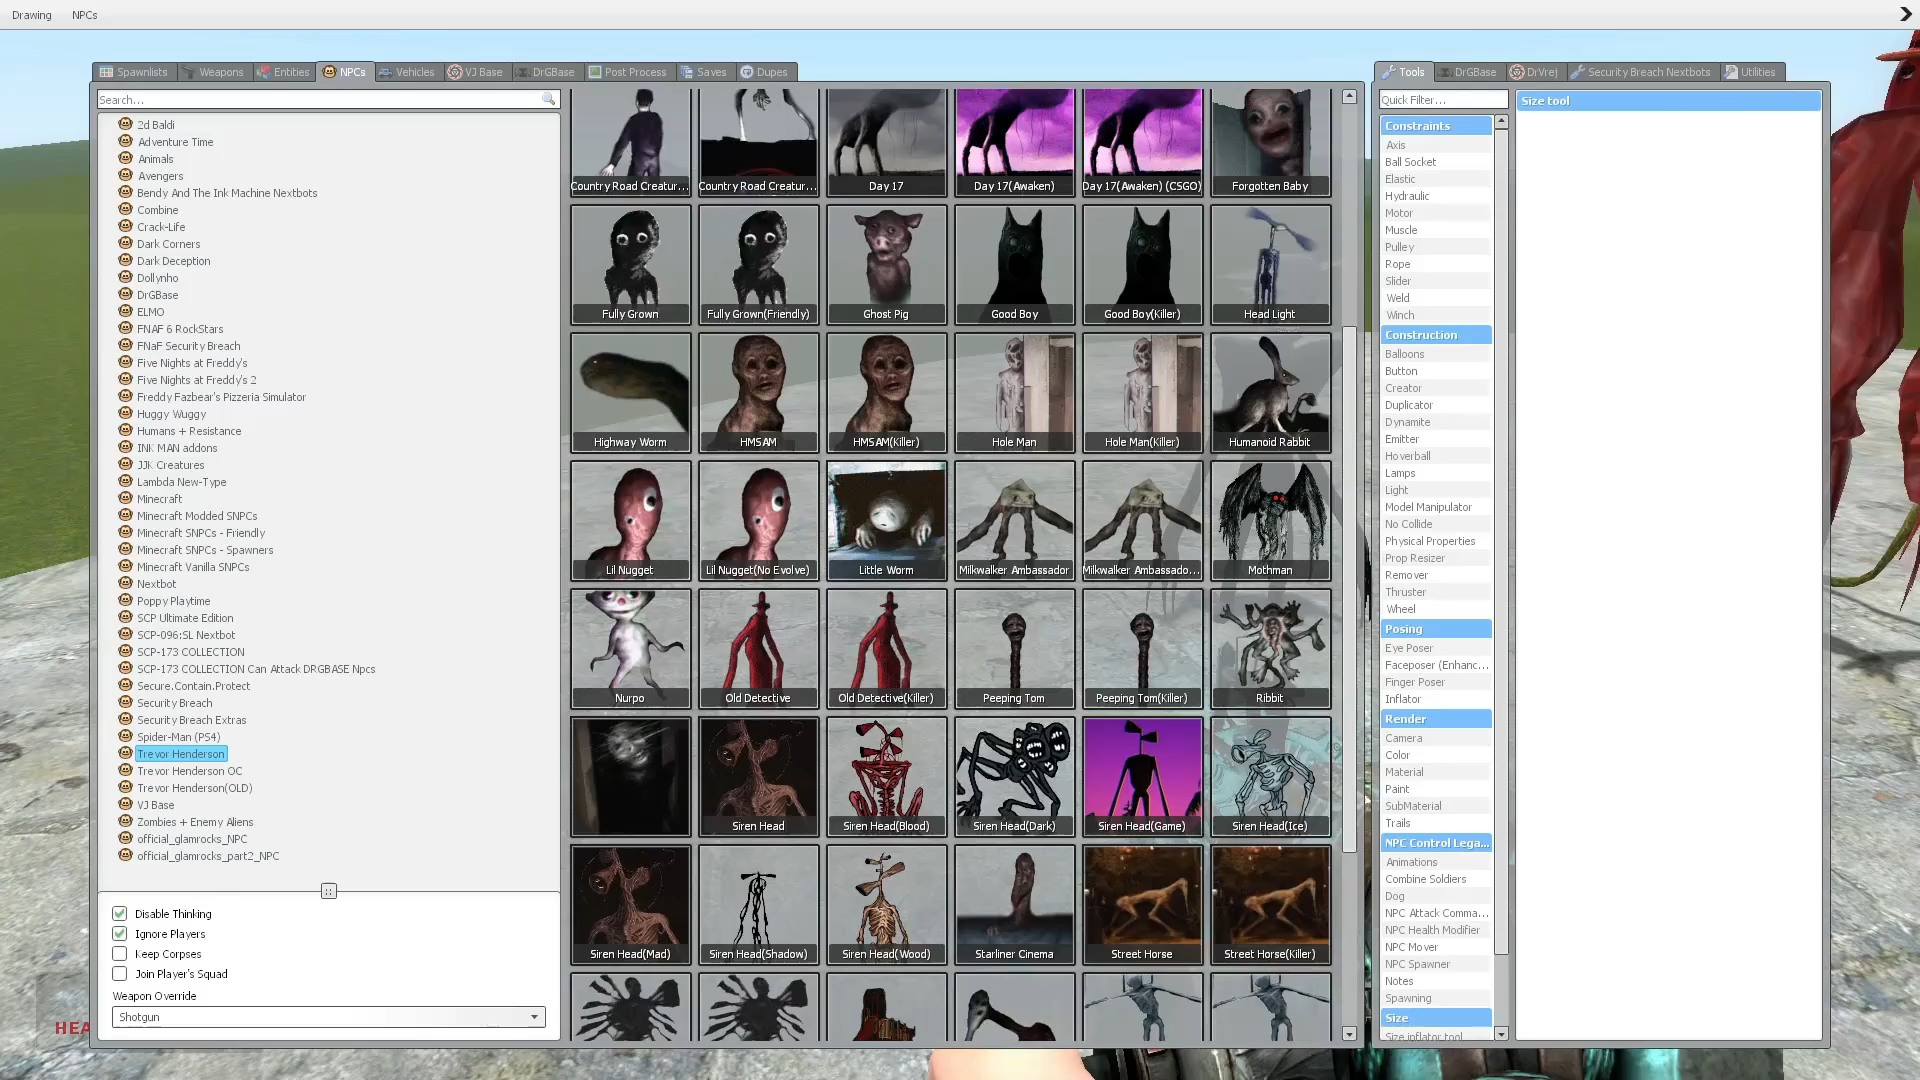 Drawing NPCs
Spawnlists Weapons Entities NPCs Vehicles VJ Base DrGBase Post Process Saves Dupes
Tools DrGBase DrVrej Security Breach Nextbots Utilities
Search...
2d Baldi
Adventure Time
Animals
Avengers
Bendy And The Ink Machine Nextbots
Combine
Crack-Life
Dark Corners
Dark Deception
Dollynho
DrGBase
ELMO
FNAF 6 RockStars
FNaF Security Breach
Five Nights at Freddy's
Five Nights at Freddy's 2
Freddy Fazbear's Pizzeria Simulator
Huggy Wuggy
Humans + Resistance
INK MAN addons
JJK Creatures
Lambda New-Type
Minecraft
Minecraft Modded SNPCs
Minecraft SNPCs - Friendly
Minecraft SNPCs - Spawners
Minecraft Vanilla SNPCs
Nextbot
Poppy Playtime
SCP Ultimate Edition
SCP-096:SL Nextbot
SCP-173 COLLECTION
SCP-173 COLLECTION Can Attack DRGBASE Npcs
Secure.Contain.Protect
Security Breach
Security Breach Extras
Spider-Man (PS4)
Trevor Henderson
Trevor Henderson OC
Trevor Henderson(OLD)
VJ Base
Zombies + Enemy Aliens
official_glamrocks_NPC
official_glamrocks_part2_NPC
Disable Thinking
Ignore Players
Keep Corpses
Join Player's Squad
Weapon Override
Shotgun
HEA
Country Road Creatur... Country Road Creatur... Day 17 Day 17(Awaken) Day 17(Awaken) (CSGO) Forgotten Baby
Fully Grown Fully Grown(Friendly) Ghost Pig Good Boy Good Boy(Killer) Head Light
Highway Worm HMSAM HMSAM(Killer) Hole Man Hole Man(Killer) Humanoid Rabbit
Lil Nugget Lil Nugget(No Evolve) Little Worm Milkwalker Ambassador Milkwalker Ambassado... Mothman
Nurpo Old Detective Old Detective(Killer) Peeping Tom Peeping Tom(Killer) Ribbit
Siren Head Siren Head(Blood) Siren Head(Dark) Siren Head(Game) Siren Head(Ice)
Siren Head(Mad) Siren Head(Shadow) Siren Head(Wood) Starliner Cinema Street Horse Street Horse(Killer)
Quick Filter...
Constraints
Axis
Ball Socket
Elastic
Hydraulic
Motor
Muscle
Pulley
Rope
Slider
Weld
Winch
Construction
Balloons
Button
Creator
Duplicator
Dynamite
Emitter
Hoverball
Lamps
Light
Model Manipulator
No Collide
Physical Properties
Prop Resizer
Remover
Thruster
Wheel
Posing
Eye Poser
Faceposer (Enhanc...
Finger Poser
Inflator
Render
Camera
Color
Material
Paint
SubMaterial
Trails
NPC Control Lega...
Animations
Combine Soldiers
Dog
NPC Attack Comma...
NPC Health Modifier
NPC Mover
NPC Spawner
Notes
Spawning
Size
Size inflator tool
Size tool